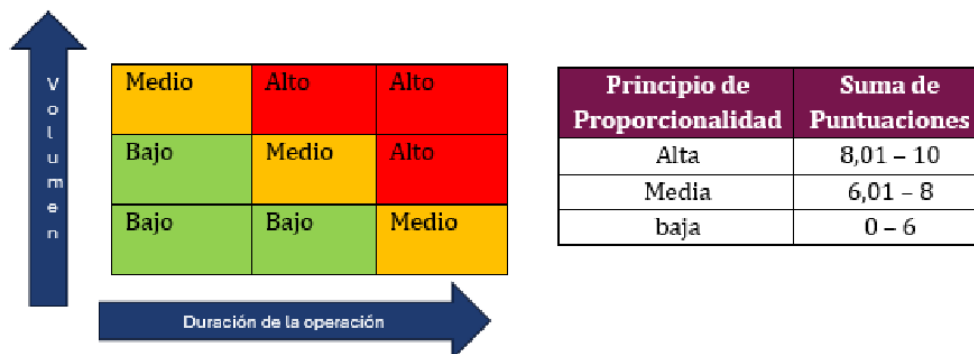 Volumen
Medio Alto Alto
Bajo Medio Alto
Bajo Bajo Medio
Duración de la operación
Principio de Proporcionalidad Suma de Puntuaciones
Alta 8,01 – 10
Media 6,01 – 8
baja 0 – 6